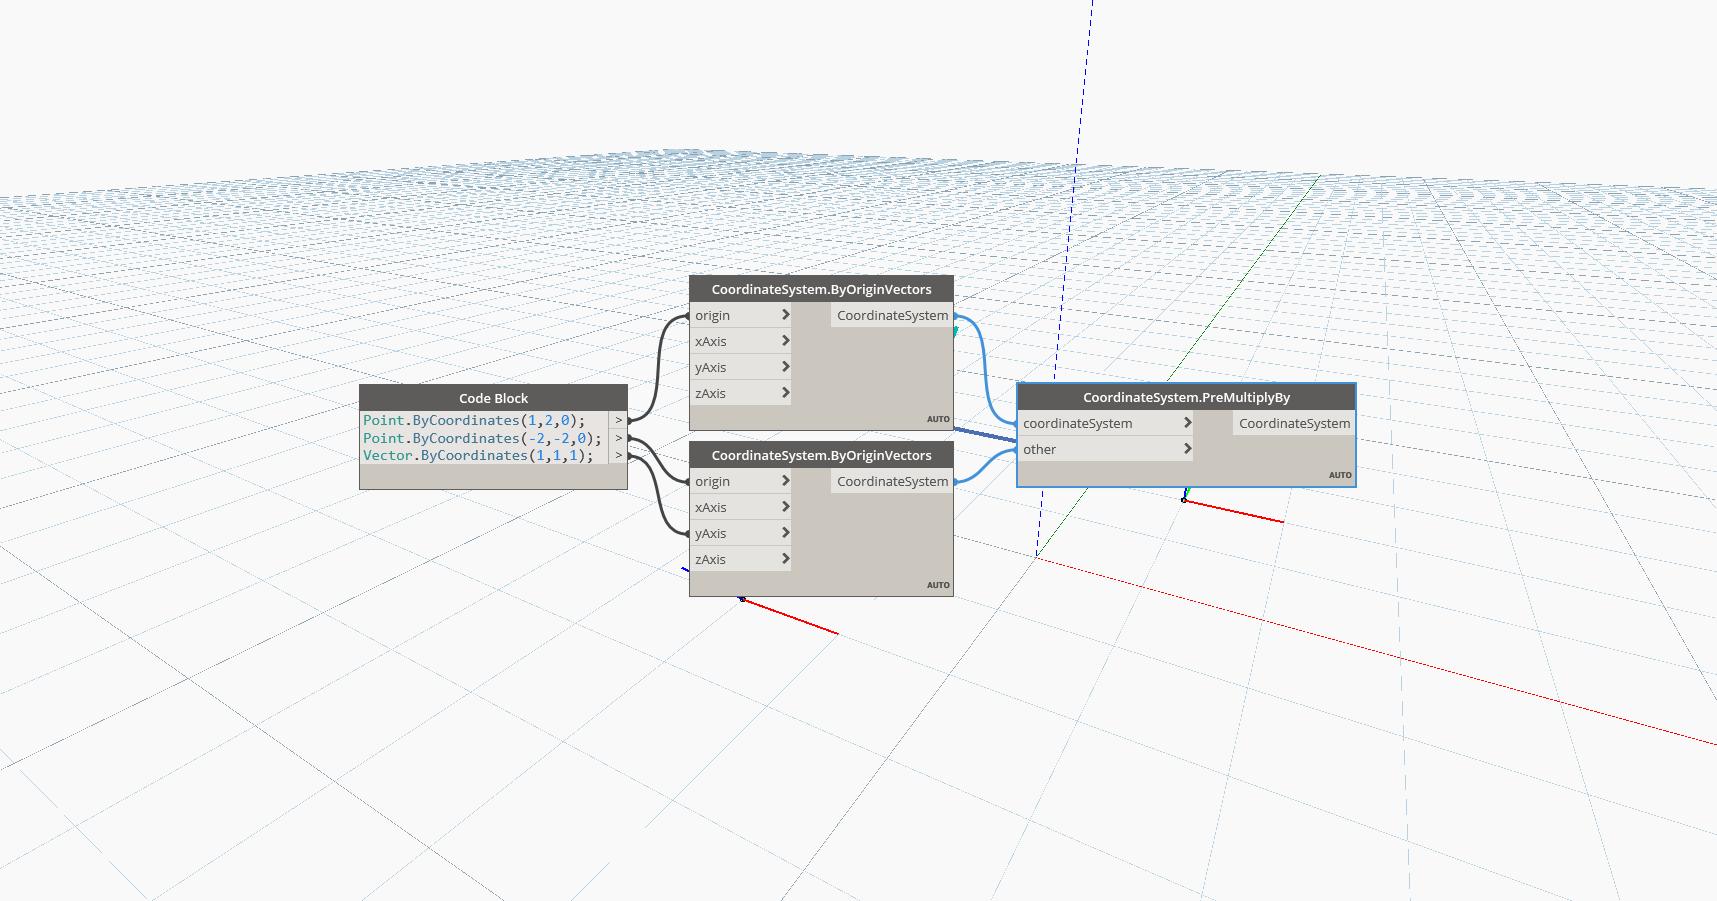 CoordinateSystem.ByOriginVectors
origin > CoordinateSystem
xAxis >
yAxis >
zAxis >
AUTO
Code Block
Point.ByCoordinates(1,2,0); >
Point.ByCoordinates(-2,-2,0); >
Vector.ByCoordinates(1,1,1); >
CoordinateSystem.ByOriginVectors
origin > CoordinateSystem
xAxis >
yAxis >
zAxis >
AUTO
CoordinateSystem.PreMultiplyBy
coordinateSystem > CoordinateSystem
other >
AUTO